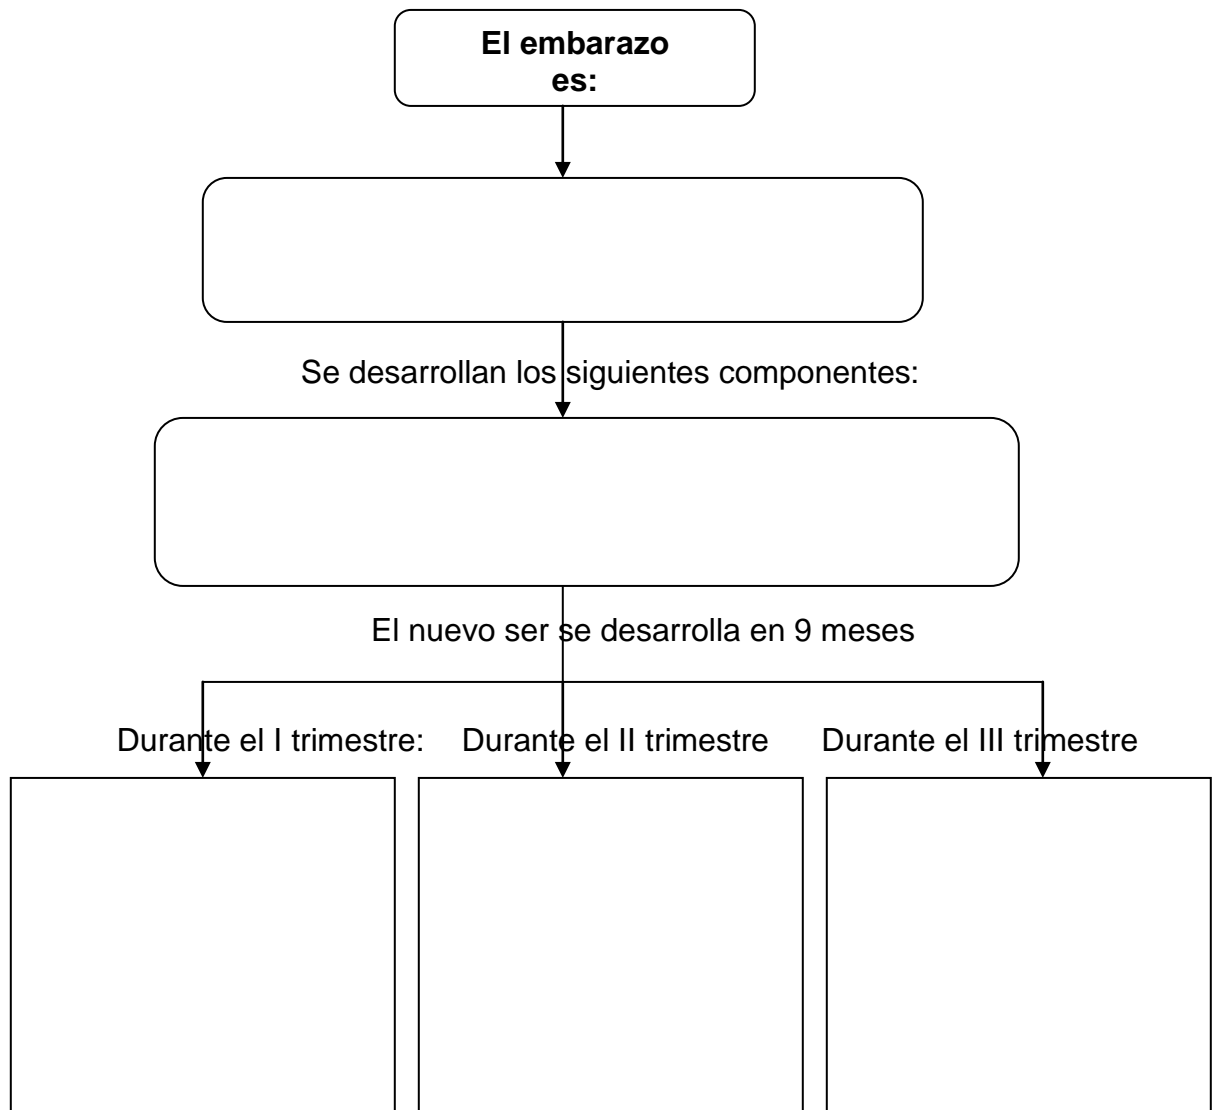 El embarazo
es:
Se desarrollan los siguientes componentes:
El nuevo ser se desarrolla en 9 meses
Durante el I trimestre:
Durante el II trimestre
Durante el III trimestre